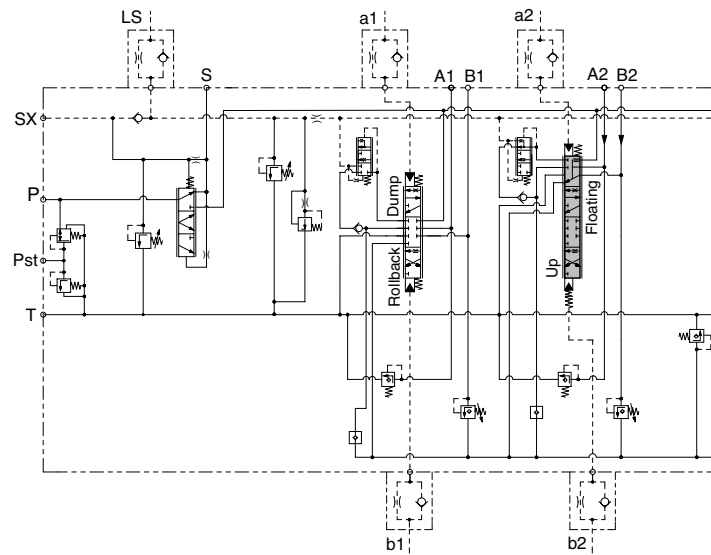 LS
a1
a2
S
A1
B1
A2
B2
SX
P
Pst
T
Dump
Rollback
Floating
Up
b1
b2